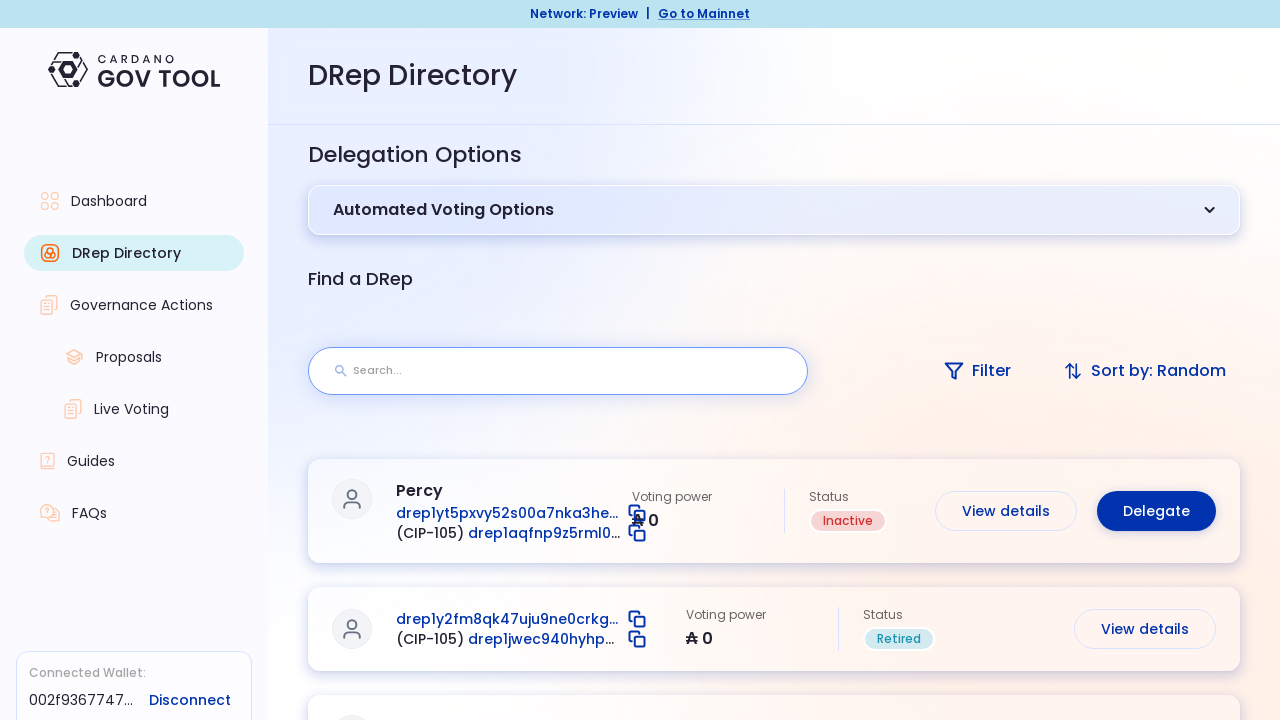 Network: Preview | Go to Mainnet
CARDANO
GOV TOOL
DRep Directory
Delegation Options
Automated Voting Options
Dashboard
DRep Directory
Governance Actions
Proposals
Live Voting
Guides
FAQs
Find a DRep
Search...
Filter
Sort by: Random
Percy
drep1yt5pxvy52s00a7nka3he...
(CIP-105) drep1aqfnp9z5rml0...
Voting power
₳ 0
Status
Inactive
View details
Delegate
drep1y2fm8qk47uju9ne0crkg...
(CIP-105) drep1jwec940hyhp...
Voting power
₳ 0
Status
Retired
View details
Connected Wallet:
002f9367747...
Disconnect